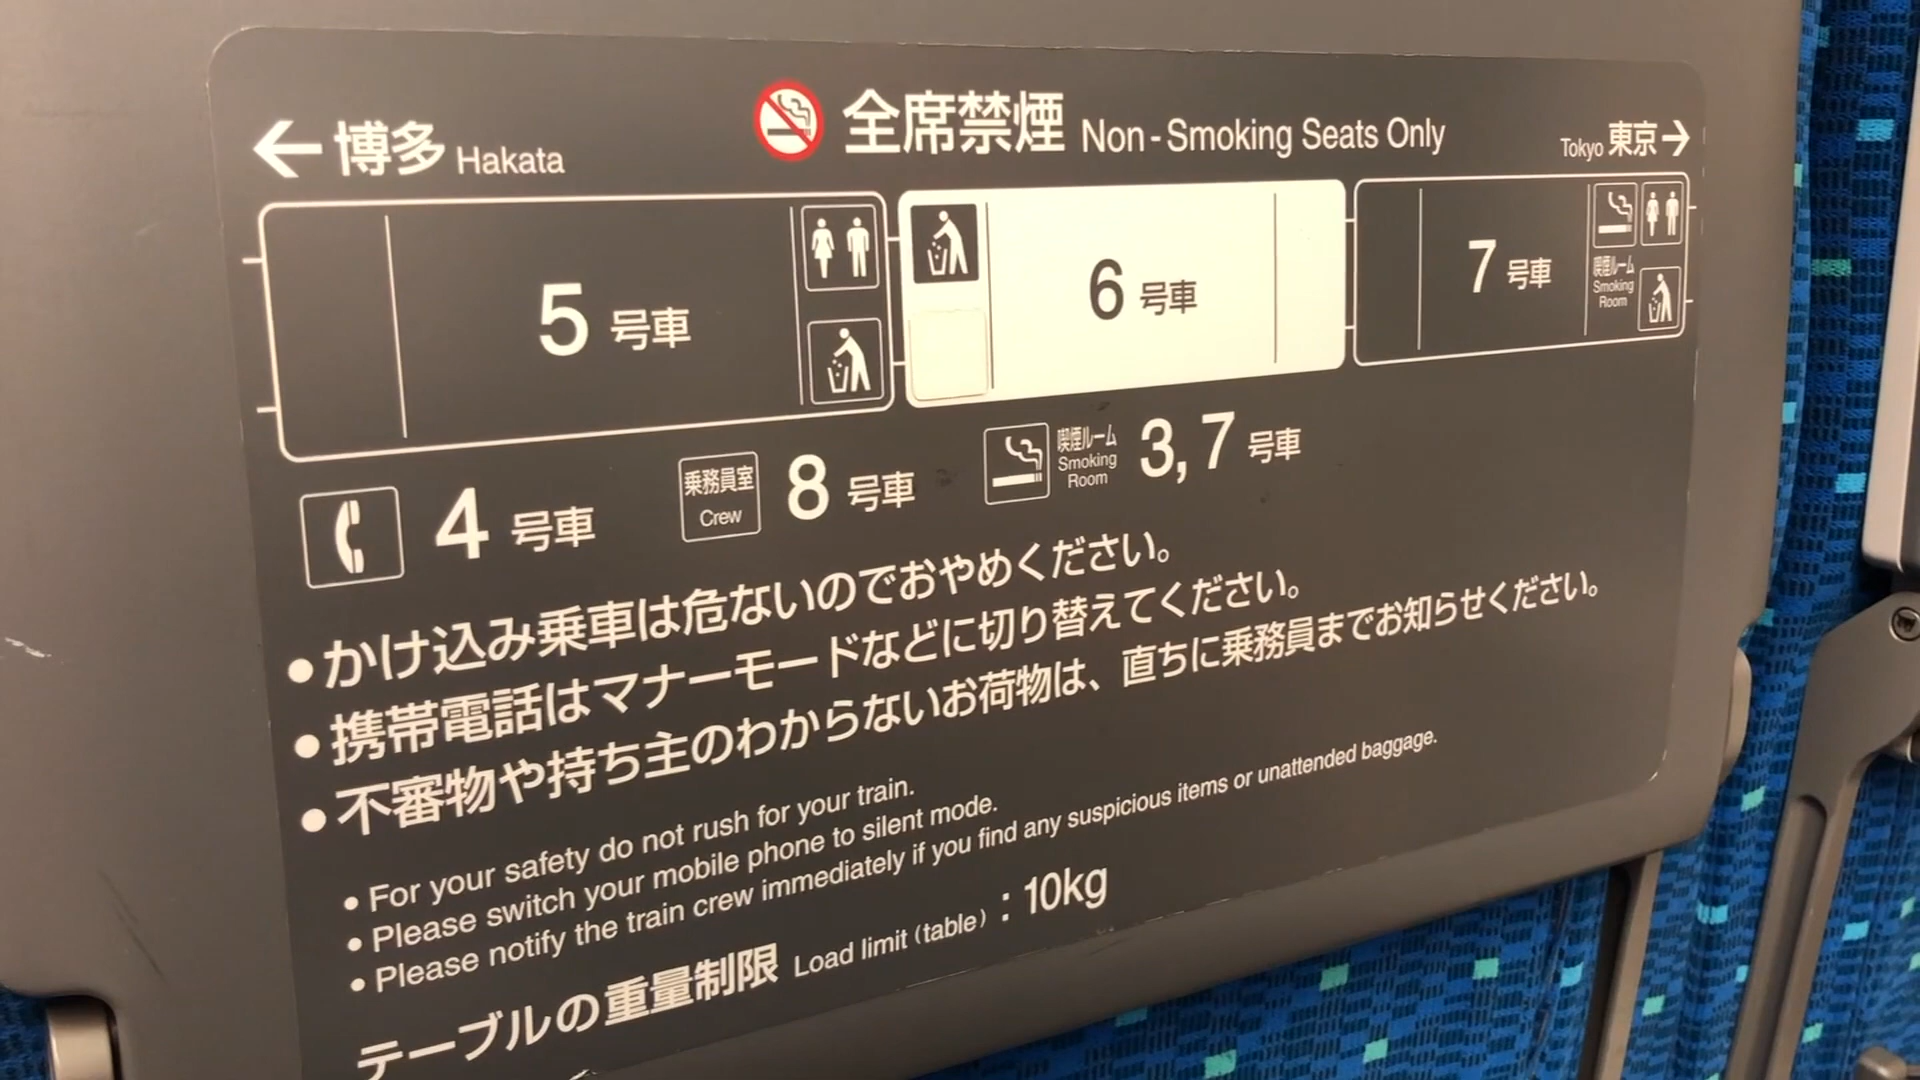 ← 博多 Hakata 全席禁煙 Non-Smoking Seats Only Tokyo 東京 →
5 号車 6 号車 7 号車
喫煙ルーム
Smoking
Room
4 号車 乗務員室 Crew 8 号車 喫煙ルーム Smoking Room 3, 7 号車
●かけ込み乗車は危ないのでおやめください。
●携帯電話はマナーモードなどに切り替えてください。
●不審物や持ち主のわからないお荷物は、直ちに乗務員までお知らせください。
● For your safety do not rush for your train.
● Please switch your mobile phone to silent mode.
● Please notify the train crew immediately if you find any suspicious items or unattended baggage.
テーブルの重量制限 Load limit (table) : 10kg